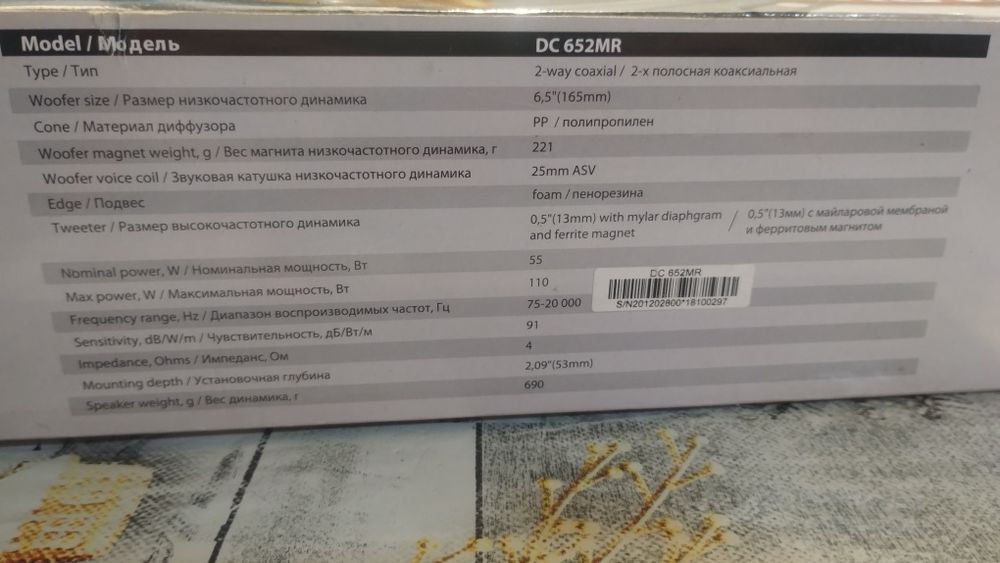 Model / Модель DC 652MR
Type / Тип 2-way coaxial / 2-х полосная коаксиальная
Woofer size / Размер низкочастотного динамика 6,5"(165mm)
Cone / Материал диффузора PP / полипропилен
Woofer magnet weight, g / Вес магнита низкочастотного динамика, г 221
Woofer voice coil / Звуковая катушка низкочастотного динамика 25mm ASV
Edge / Подвес foam / пенорезина
Tweeter / Размер высокочастотного динамика 0,5"(13mm) with mylar diaphgram / 0,5"(13мм) с майларовой мембраной
and ferrite magnet и ферритовым магнитом
Nominal power, W / Номинальная мощность, Вт 55
Max power, W / Максимальная мощность, Вт 110
Frequency range, Hz / Диапазон воспроизводимых частот, Гц 75-20 000
Sensitivity, dB/W/m / Чувствительность, дБ/Вт/м 91
Impedance, Ohms / Импеданс, Ом 4
Mounting depth / Установочная глубина 2,09"(53mm)
Speaker weight, g / Вес динамика, г 690
DC 652MR
S/N201202800*18100297